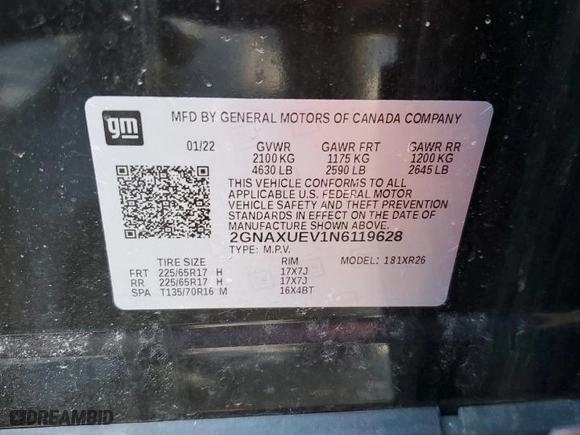 gm
MFD BY GENERAL MOTORS OF CANADA COMPANY
01/22 GVWR GAWR FRT GAWR RR
2100 KG 1175 KG 1200 KG
4630 LB 2590 LB 2645 LB
THIS VEHICLE CONFORMS TO ALL
APPLICABLE U.S. FEDERAL MOTOR
VEHICLE SAFETY AND THEFT PREVENTION
STANDARDS IN EFFECT ON THE DATE OF
MANUFACTURE SHOWN ABOVE.
2GNAXUEV1N6119628
TYPE: M.P.V. MODEL: 181XR26
TIRE SIZE RIM
FRT 225/65R17 H 17X7J
RR 225/65R17 H 17X7J
SPA T135/70R16 M 16X4BT
DREAMBID